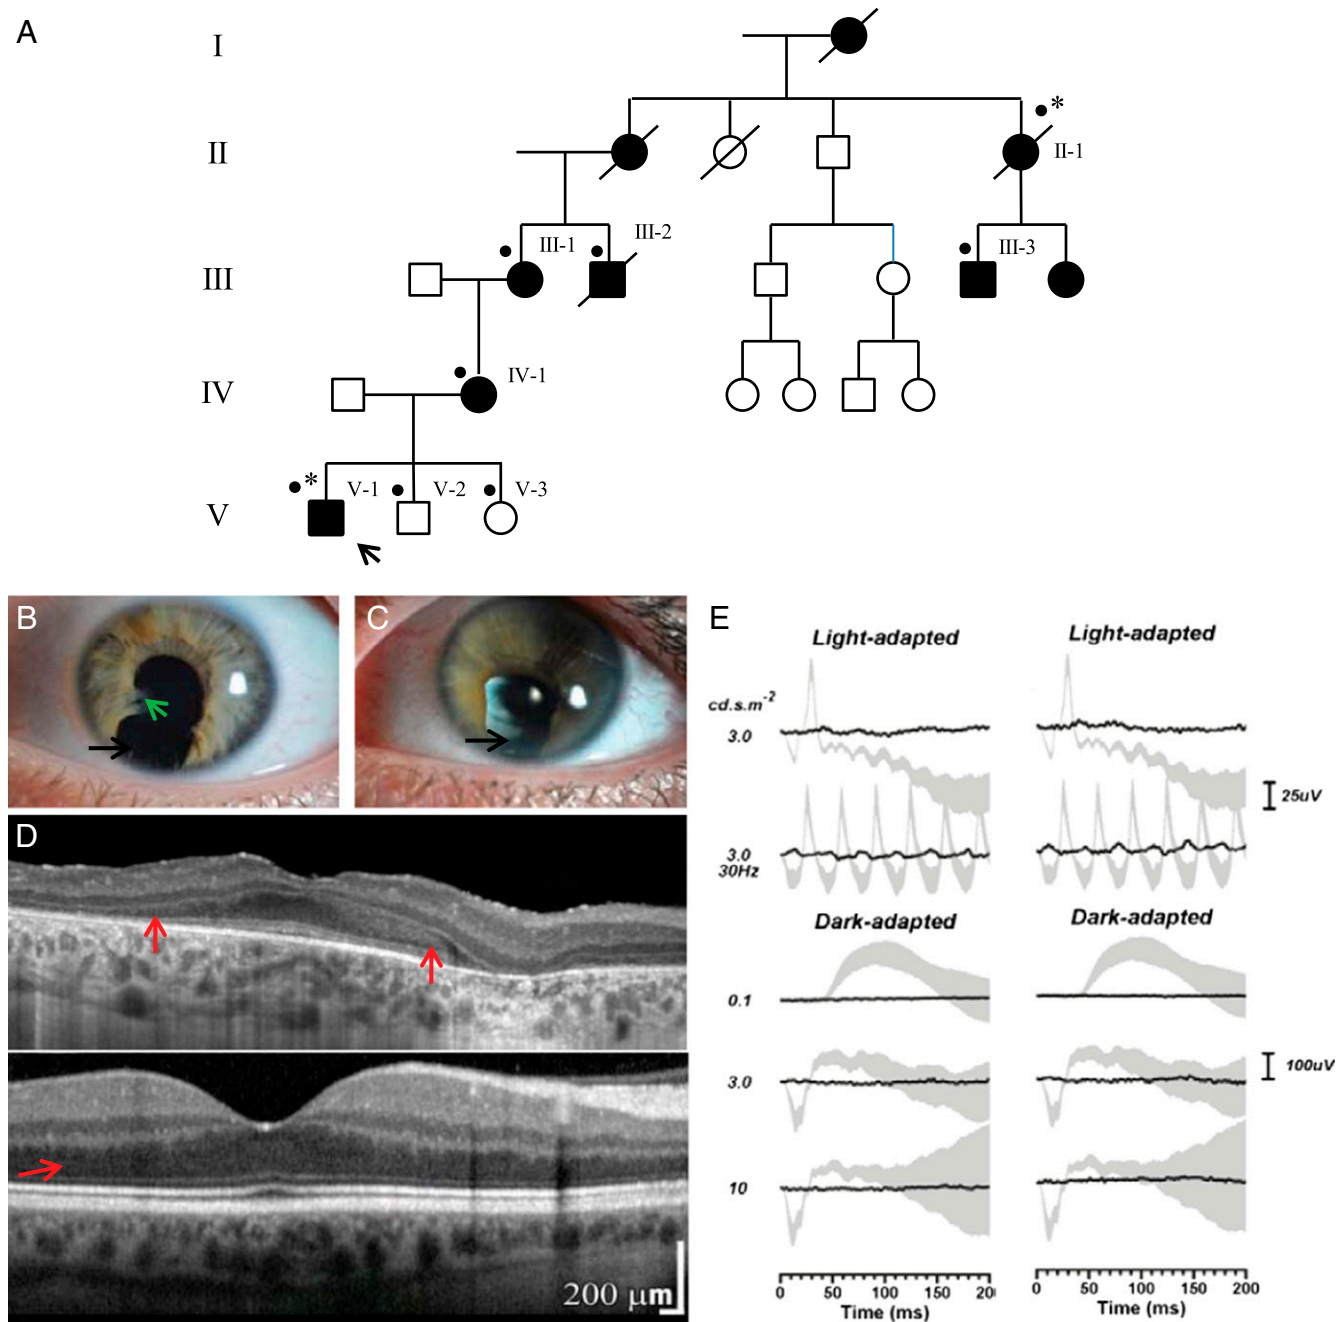 A
I
*
II
II-1
III-1
III-2
III-3
III
IV-1
IV
*
V-1
V-2
V-3
V
B
C
D
200 μm
E
Light-adapted
Light-adapted
cd.s.m-2
3.0
25uV
3.0
30Hz
Dark-adapted
Dark-adapted
0.1
3.0
100uV
10
0 50 100 150 20
0 50 100 150 200
Time (ms)
Time (ms)